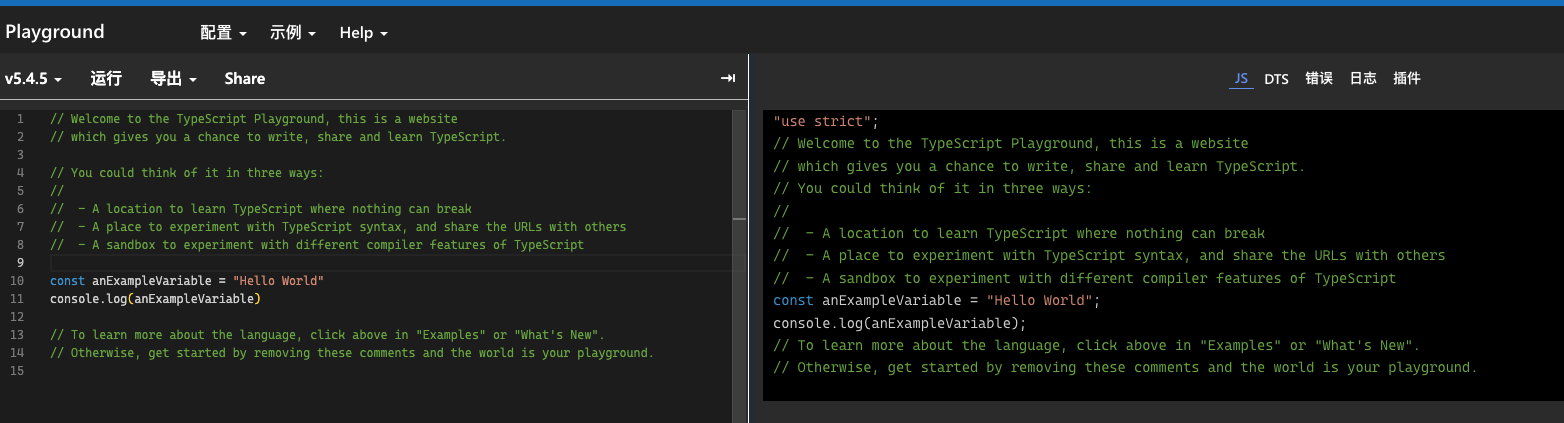 Playground 配置 示例 Help
v5.4.5 运行 导出 Share
1 // Welcome to the TypeScript Playground, this is a website
2 // which gives you a chance to write, share and learn TypeScript.
3
4 // You could think of it in three ways:
5 //
6 //  - A location to learn TypeScript where nothing can break
7 //  - A place to experiment with TypeScript syntax, and share the URLs with others
8 //  - A sandbox to experiment with different compiler features of TypeScript
9
10 const anExampleVariable = "Hello World"
11 console.log(anExampleVariable)
12
13 // To learn more about the language, click above in "Examples" or "What's New".
14 // Otherwise, get started by removing these comments and the world is your playground.
15
JS DTS 错误 日志 插件
"use strict";
// Welcome to the TypeScript Playground, this is a website
// which gives you a chance to write, share and learn TypeScript.
// You could think of it in three ways:
//
//  - A location to learn TypeScript where nothing can break
//  - A place to experiment with TypeScript syntax, and share the URLs with others
//  - A sandbox to experiment with different compiler features of TypeScript
const anExampleVariable = "Hello World";
console.log(anExampleVariable);
// To learn more about the language, click above in "Examples" or "What's New".
// Otherwise, get started by removing these comments and the world is your playground.